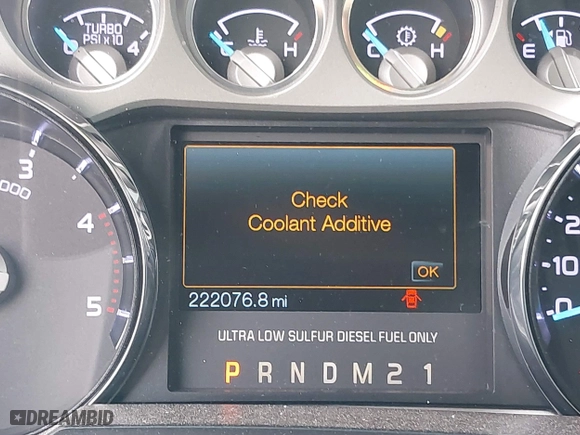 TURBO
PSI x 10
0 4
C H
C H
E
3
000
4
5
Check
Coolant Additive
OK
222076.8 mi
ULTRA LOW SULFUR DIESEL FUEL ONLY
P R N D M 2 1
2
10
0
DREAMBID